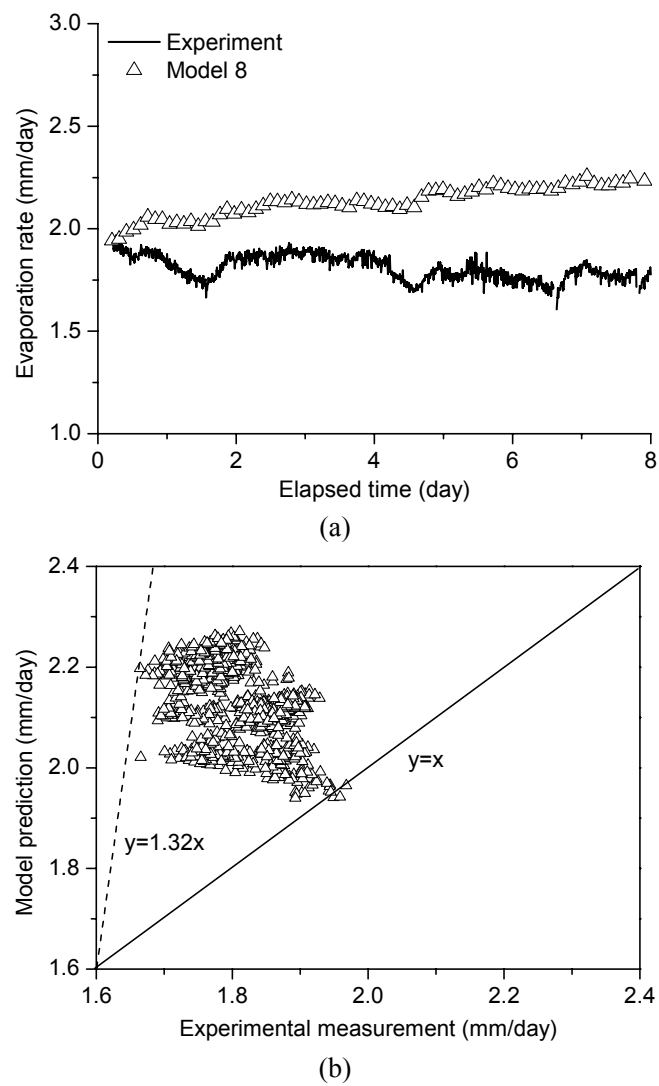 3.0
Experiment
Model 8
2.5
2.0
1.5
1.0
0 2 4 6 8
Evaporation rate (mm/day)
Elapsed time (day)
(a)
2.4
2.2
2.0
1.8
1.6
y=x
y=1.32x
1.6 1.8 2.0 2.2 2.4
Model prediction (mm/day)
Experimental measurement (mm/day)
(b)